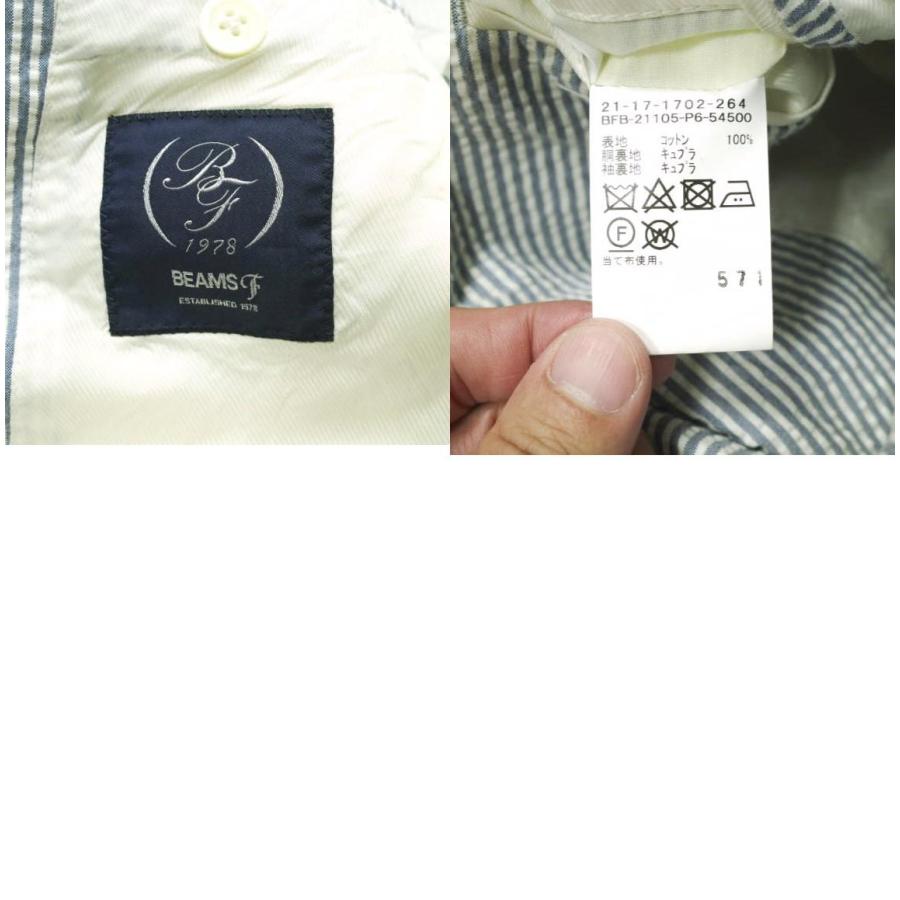 BF
1978
BEAMS F
ESTABLISHED 1978
21-17-1702-264
BFB-21105-P6-54500
表地 コットン 100%
胴裏地 キュプラ
袖裏地 キュプラ
F W
当て布使用。
571